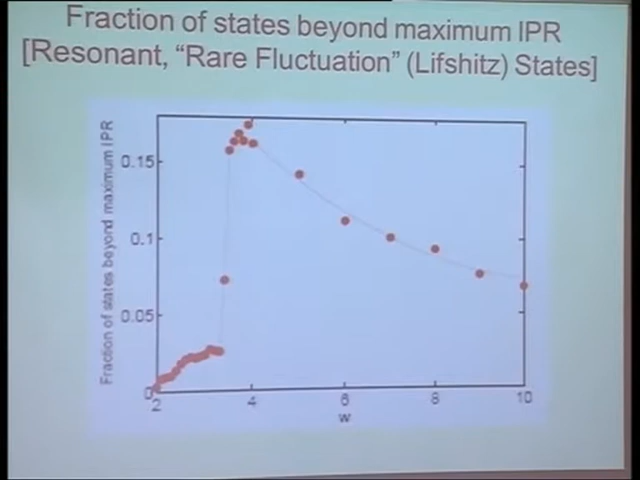 Fraction of states beyond maximum IPR
[Resonant, “Rare Fluctuation” (Lifshitz) States]
Fraction of states beyond maximum IPR
0.15
0.1
0.05
0
2
4
6
8
10
w